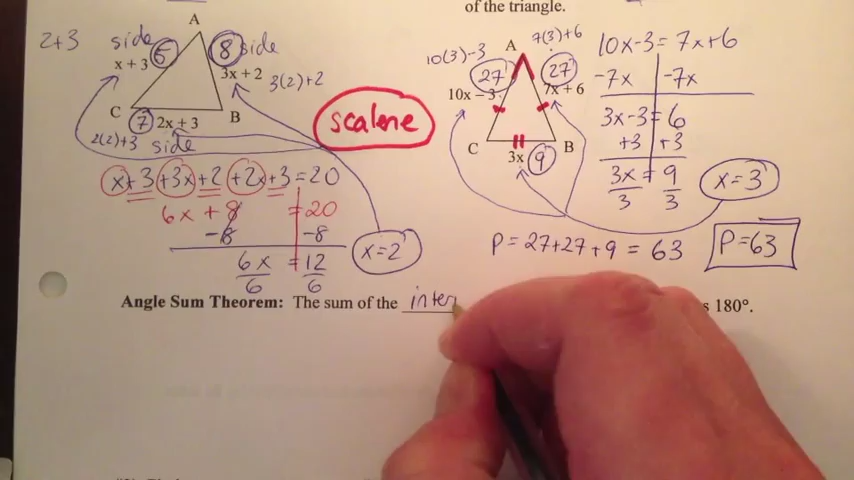 of the triangle.
A
2+3
side
5
8
side
x + 3
3x + 2
3(2)+2
C
7
2x + 3
B
2(2)+3
side
scalene
x+3+3x+2+2x+3=20
6x + 8 = 20
-8 -8
6x = 12
6 6
x=2
7(3)+6
10(3)-3
A
27
27
10x – 3
7x + 6
C
B
3x
9
10x-3=7x+6
-7x -7x
3x-3=6
+3 +3
3x = 9
3 3
x=3
P=27+27+9 = 63
P=63
Angle Sum Theorem: The sum of the inter s 180°.